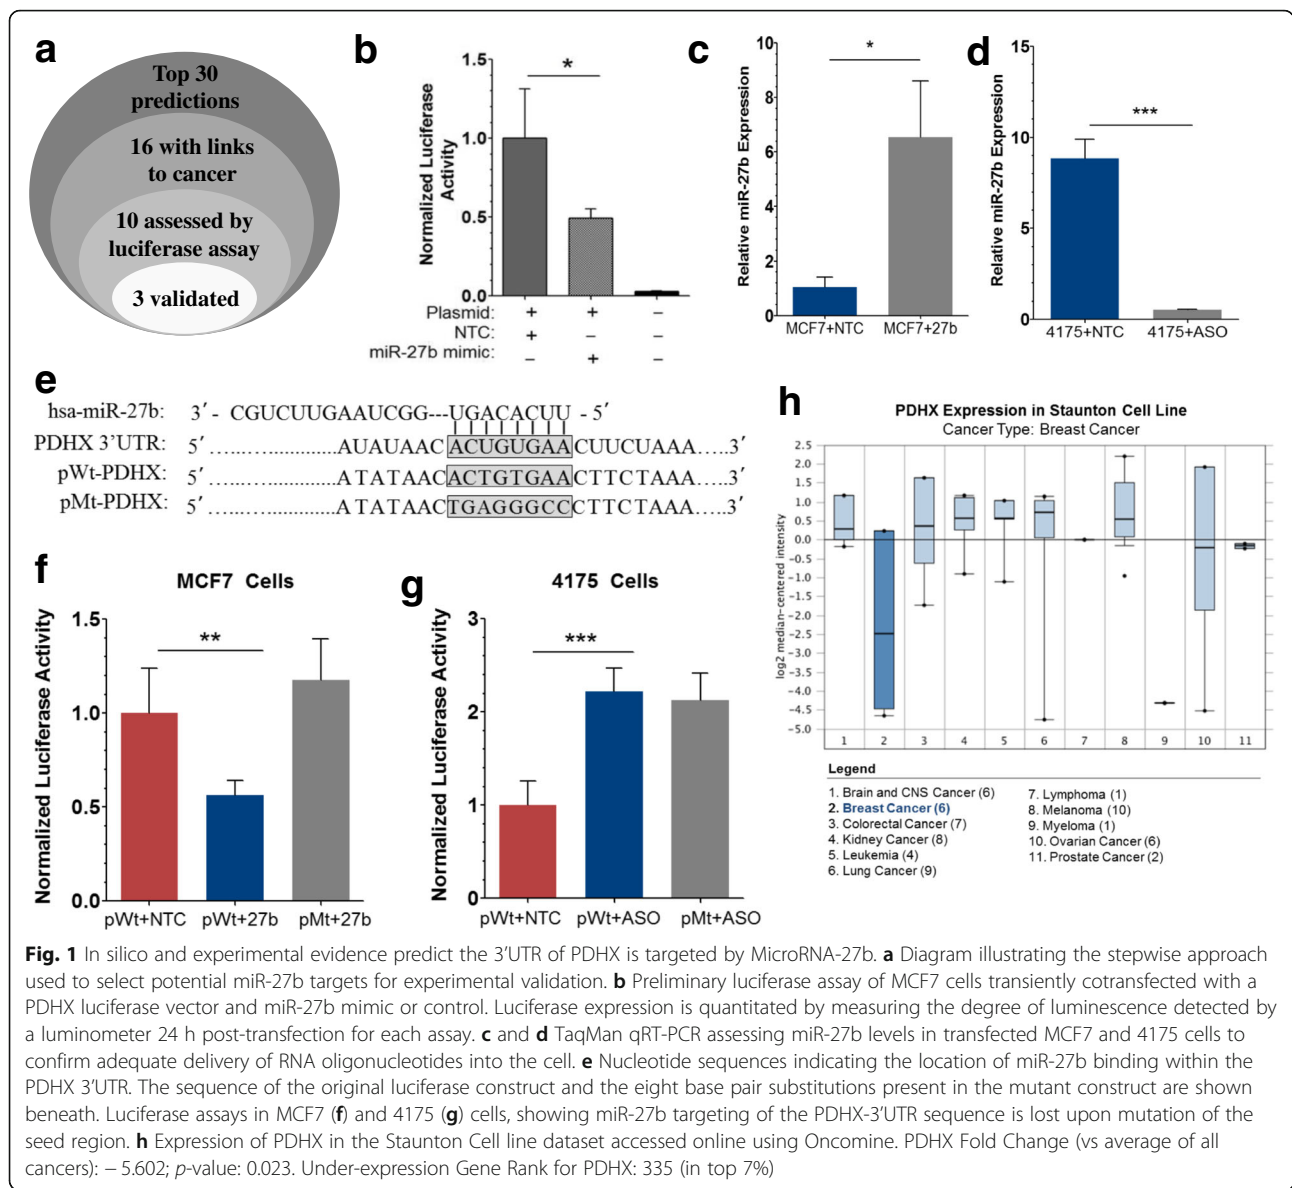 a
Top 30
predictions
16 with links
to cancer
10 assessed by
luciferase assay
3 validated
b
Normalized Luciferase
Activity
1.5
1.0
0.5
0.0
*
Plasmid: + + –
NTC: + – –
miR-27b mimic: – + –
c
Relative miR-27b Expression
10
8
6
4
2
0
*
MCF7+NTC MCF7+27b
d
Relative miR-27b Expression
15
10
5
0
***
4175+NTC 4175+ASO
e
hsa-miR-27b: 3′- CGUCUUGAAUCGG---UGACACUU - 5′
PDHX 3'UTR: 5′ …...…...............AUAUAAC ACUGUGAA CUUCUAAA…..3′
pWt-PDHX: 5′ …...…...............ATATAAC ACTGTGAA CTTCTAAA…..3′
pMt-PDHX: 5′ …...…...............ATATAAC TGAGGGCC CTTCTAAA…..3′
f
MCF7 Cells
Normalized Luciferase Activity
1.5
1.0
0.5
0.0
**
pWt+NTC pWt+27b pMt+27b
g
4175 Cells
Normalized Luciferase Activity
3
2
1
0
***
pWt+NTC pWt+ASO pMt+ASO
h
PDHX Expression in Staunton Cell Line
Cancer Type: Breast Cancer
log2 median-centered intensity
2.5
2.0
1.5
1.0
0.5
0.0
−0.5
−1.0
−1.5
−2.0
−2.5
−3.0
−3.5
−4.0
−4.5
−5.0
1 2 3 4 5 6 7 8 9 10 11
Legend
1. Brain and CNS Cancer (6)
2. Breast Cancer (6)
3. Colorectal Cancer (7)
4. Kidney Cancer (8)
5. Leukemia (4)
6. Lung Cancer (9)
7. Lymphoma (1)
8. Melanoma (10)
9. Myeloma (1)
10. Ovarian Cancer (6)
11. Prostate Cancer (2)
Fig. 1 In silico and experimental evidence predict the 3'UTR of PDHX is targeted by MicroRNA-27b. a Diagram illustrating the stepwise approach
used to select potential miR-27b targets for experimental validation. b Preliminary luciferase assay of MCF7 cells transiently cotransfected with a
PDHX luciferase vector and miR-27b mimic or control. Luciferase expression is quantitated by measuring the degree of luminescence detected by
a luminometer 24 h post-transfection for each assay. c and d TaqMan qRT-PCR assessing miR-27b levels in transfected MCF7 and 4175 cells to
confirm adequate delivery of RNA oligonucleotides into the cell. e Nucleotide sequences indicating the location of miR-27b binding within the
PDHX 3'UTR. The sequence of the original luciferase construct and the eight base pair substitutions present in the mutant construct are shown
beneath. Luciferase assays in MCF7 (f) and 4175 (g) cells, showing miR-27b targeting of the PDHX-3'UTR sequence is lost upon mutation of the
seed region. h Expression of PDHX in the Staunton Cell line dataset accessed online using Oncomine. PDHX Fold Change (vs average of all
cancers): − 5.602; p-value: 0.023. Under-expression Gene Rank for PDHX: 335 (in top 7%)